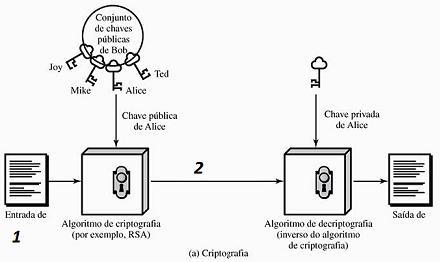 Conjunto
de chaves
públicas
de Bob
Joy
Mike
Alice
Ted
Chave pública
de Alice
Chave privada
de Alice
2
Entrada de
1
Algoritmo de criptografia
(por exemplo, RSA)
Algoritmo de decriptografia
(inverso do algoritmo
de criptografia)
Saída de
(a) Criptografia